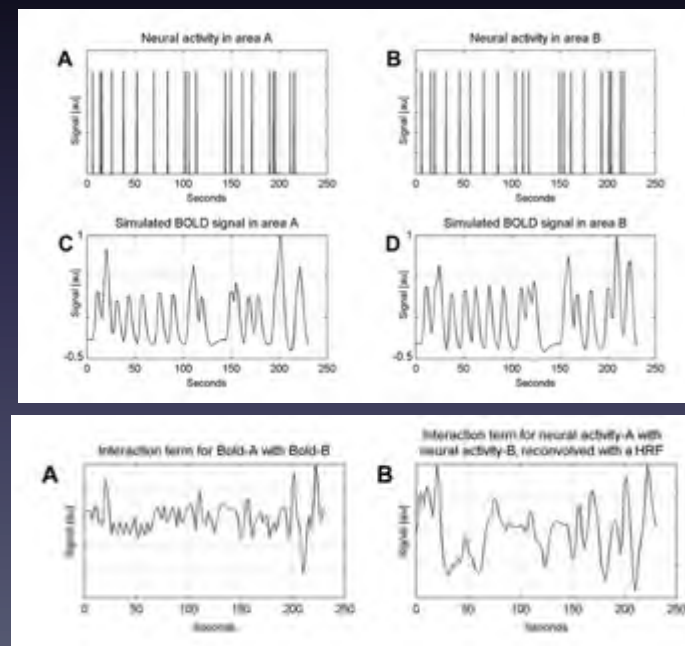 Neural activity in area A
A
Signal [au]
0 50 100 150 200 250
Seconds
Neural activity in area B
B
Signal [au]
0 50 100 150 200 250
Seconds
Simulated BOLD signal in area A
C
1
-0.5
Signal [au]
0 50 100 150 200 250
Seconds
Simulated BOLD signal in area B
D
1
-0.5
Signal [au]
0 50 100 150 200 250
Seconds
Interaction term for Bold-A with Bold-B
A
Signal [au]
0 50 100 150 200 250
Seconds
Interaction term for neural activity-A with
neural activity-B, reconvolved with a HRF
B
Signal [au]
0 50 100 150 200 250
Seconds